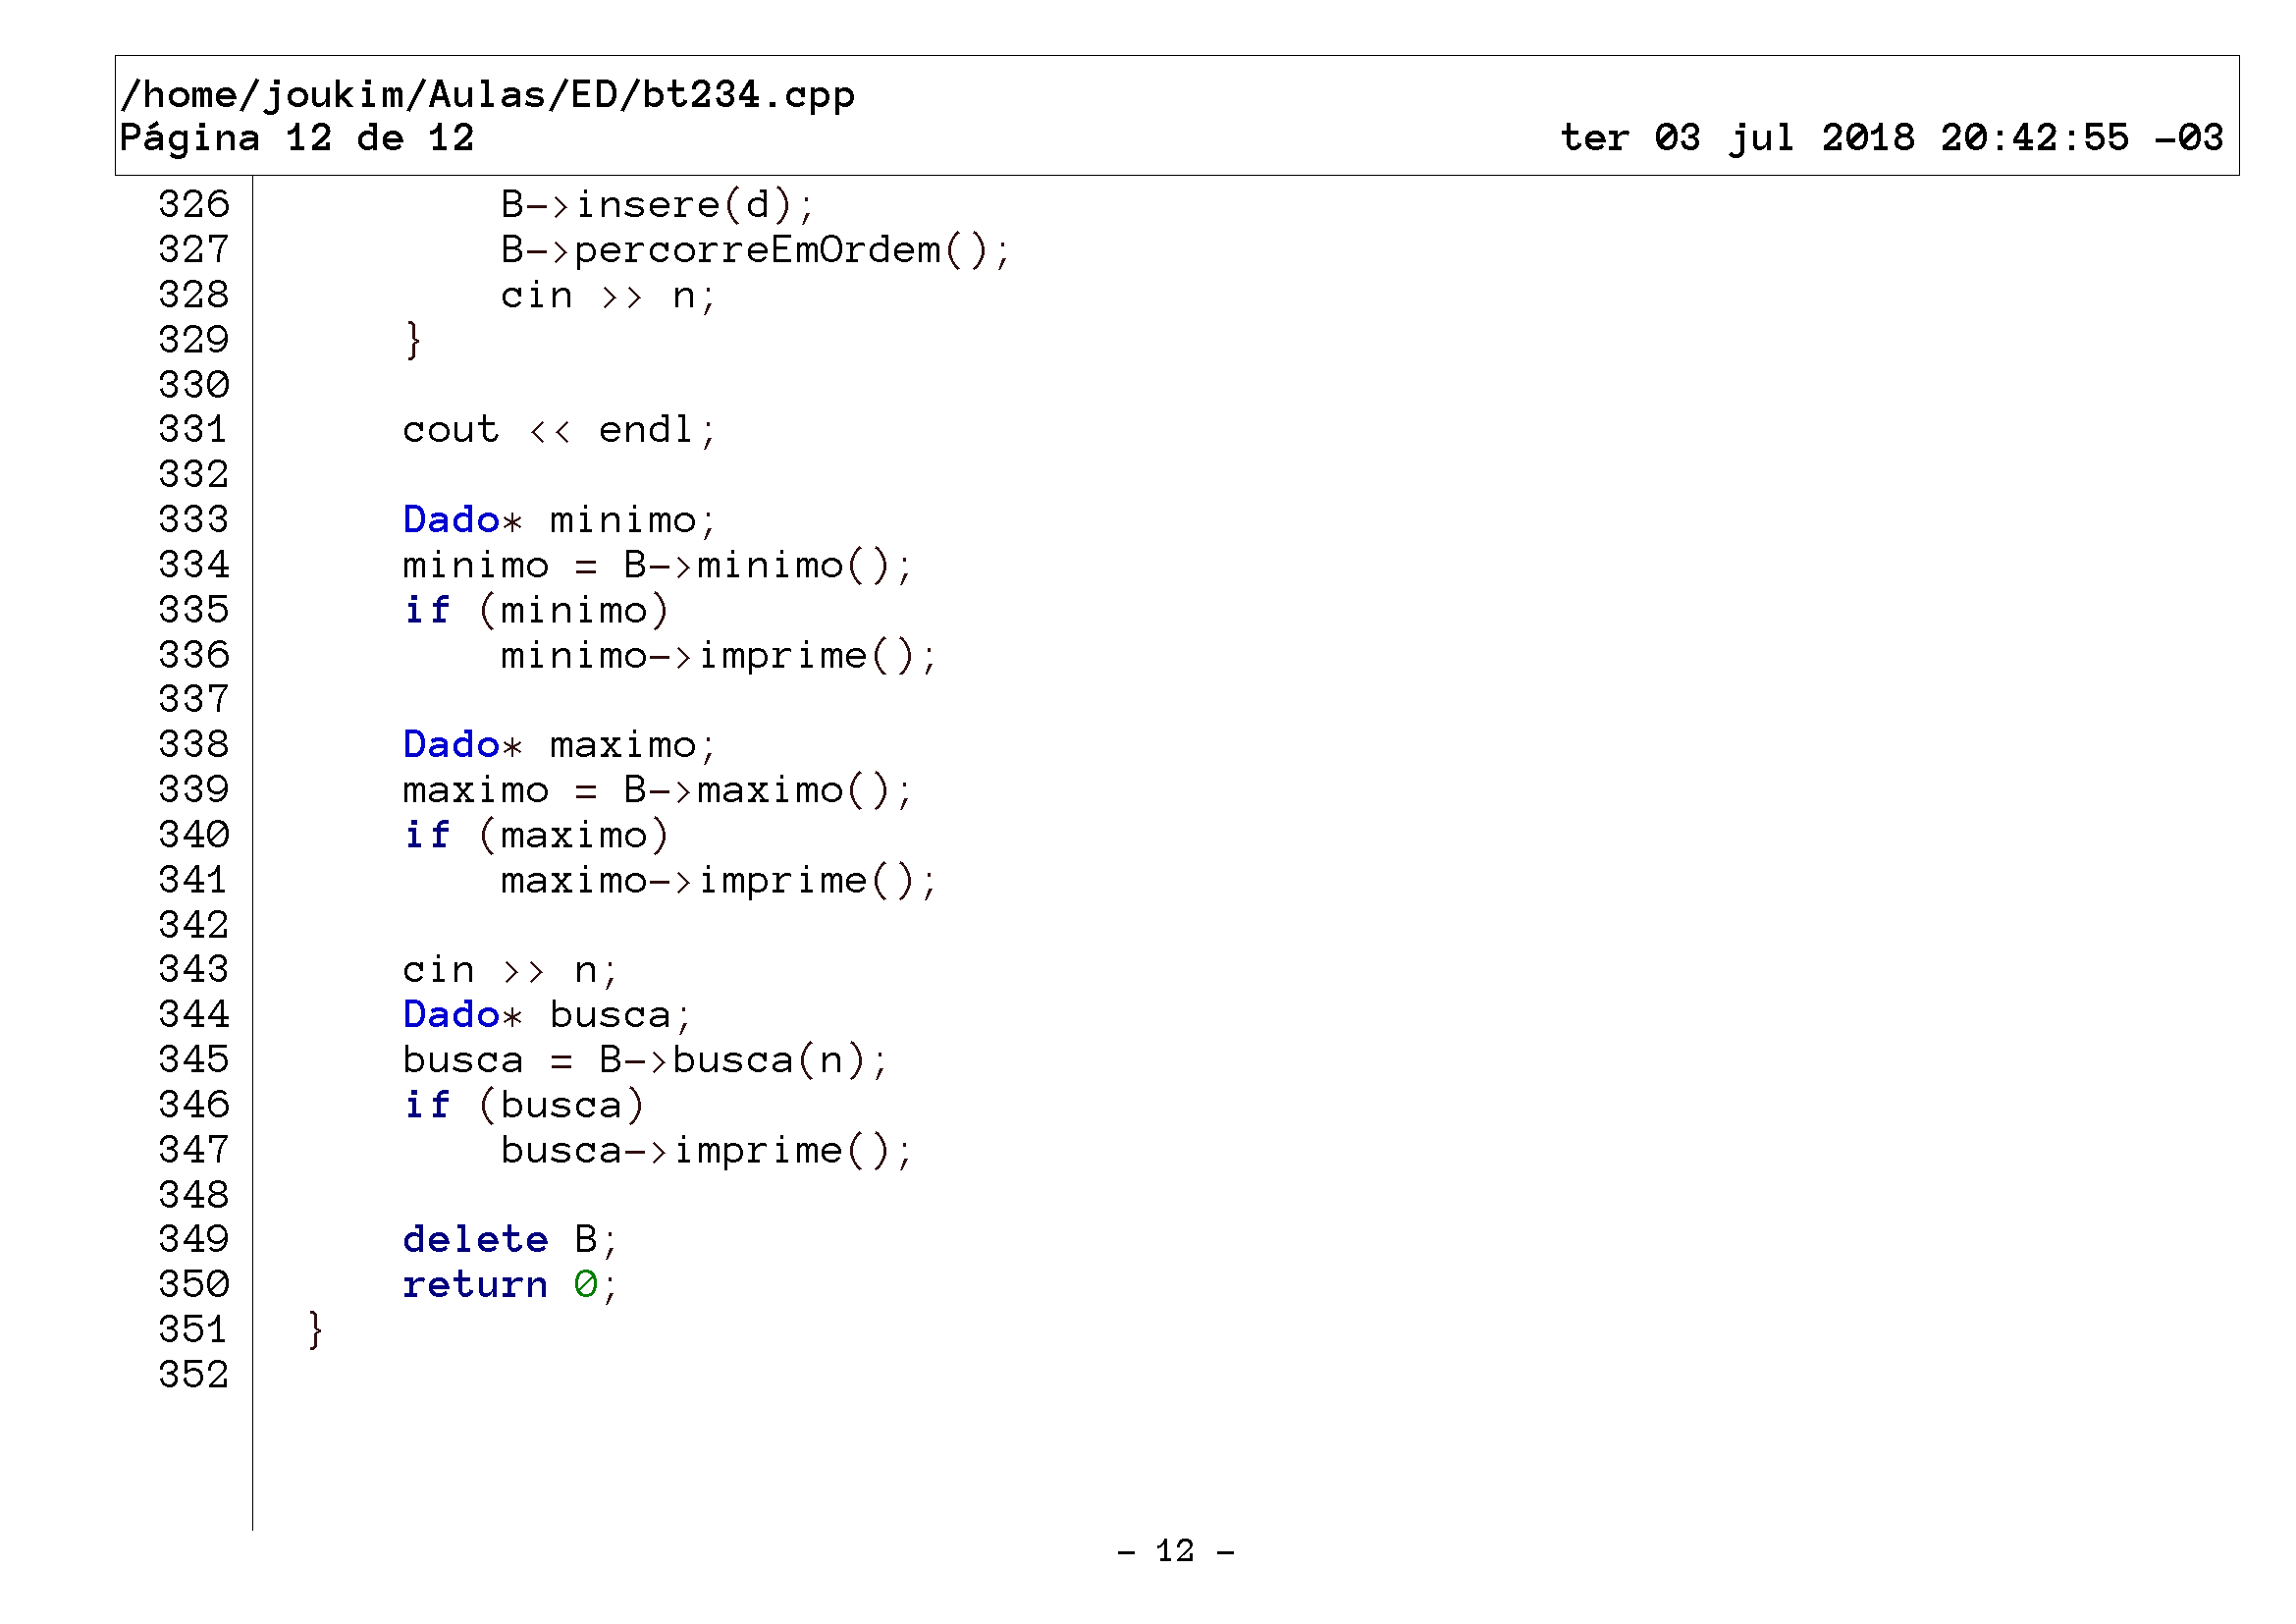 /home/joukim/Aulas/ED/bt234.cpp
Página 12 de 12 ter 03 jul 2018 20:42:55 -03
326 B->insere(d);
327 B->percorreEmOrdem();
328 cin >> n;
329 }
330
331 cout << endl;
332
333 Dado* minimo;
334 minimo = B->minimo();
335 if (minimo)
336 minimo->imprime();
337
338 Dado* maximo;
339 maximo = B->maximo();
340 if (maximo)
341 maximo->imprime();
342
343 cin >> n;
344 Dado* busca;
345 busca = B->busca(n);
346 if (busca)
347 busca->imprime();
348
349 delete B;
350 return 0;
351 }
352
- 12 -